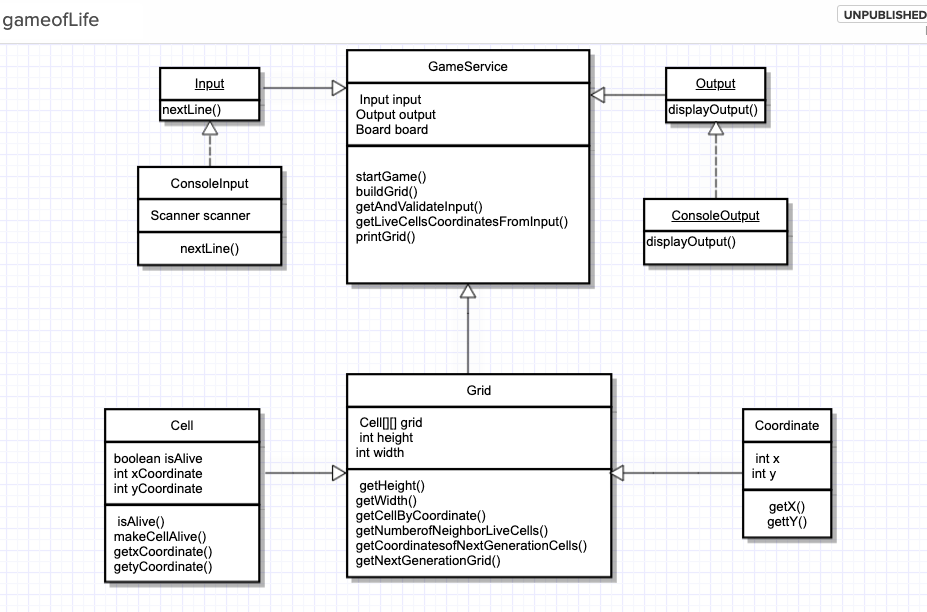 gameofLife
UNPUBLISHED
Input
nextLine()
GameService
Input input
Output output
Board board
startGame()
buildGrid()
getAndValidateInput()
getLiveCellsCoordinatesFromInput()
printGrid()
Output
displayOutput()
ConsoleInput
Scanner scanner
nextLine()
ConsoleOutput
displayOutput()
Cell
boolean isAlive
int xCoordinate
int yCoordinate
isAlive()
makeCellAlive()
getxCoordinate()
getyCoordinate()
Grid
Cell[][] grid
int height
int width
getHeight()
getWidth()
getCellByCoordinate()
getNumberofNeighborLiveCells()
getCoordinatesofNextGenerationCells()
getNextGenerationGrid()
Coordinate
int x
int y
getX()
gettY()